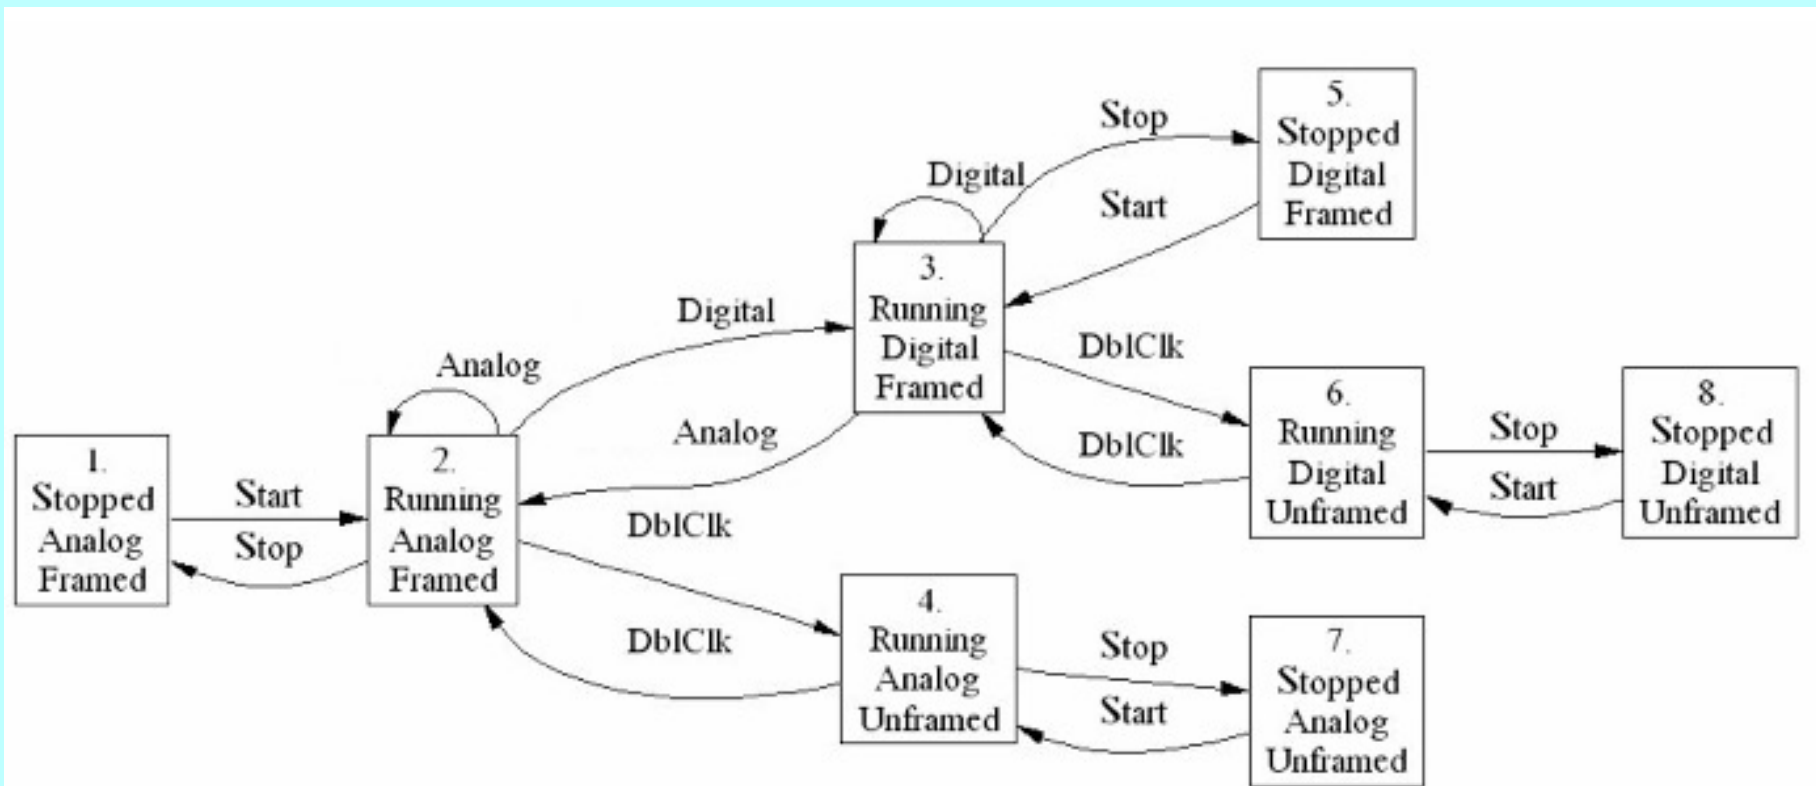 5.
Stopped
Digital
Framed
Stop
Digital
Start
3.
Running
Digital
Framed
Digital
Analog
DblClk
DblClk
6.
Running
Digital
Unframed
Stop
Start
8.
Stopped
Digital
Unframed
Analog
1.
Stopped
Analog
Framed
Start
Stop
2.
Running
Analog
Framed
DblClk
DblClk
4.
Running
Analog
Unframed
Stop
Start
7.
Stopped
Analog
Unframed